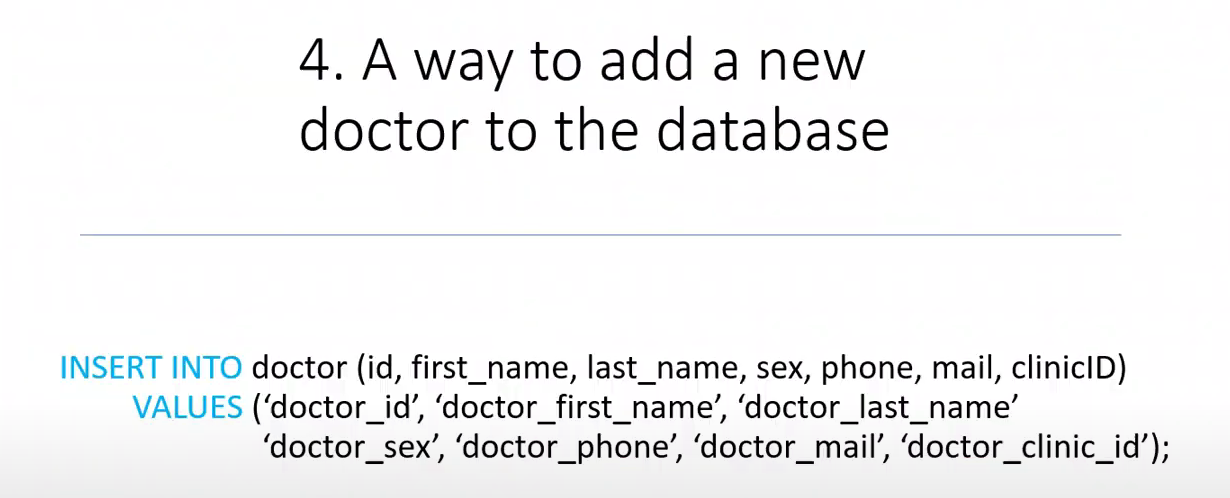 4. A way to add a new
doctor to the database
INSERT INTO doctor (id, first_name, last_name, sex, phone, mail, clinicID)
VALUES (‘doctor_id’, ‘doctor_first_name’, ‘doctor_last_name’
‘doctor_sex’, ‘doctor_phone’, ‘doctor_mail’, ‘doctor_clinic_id’);